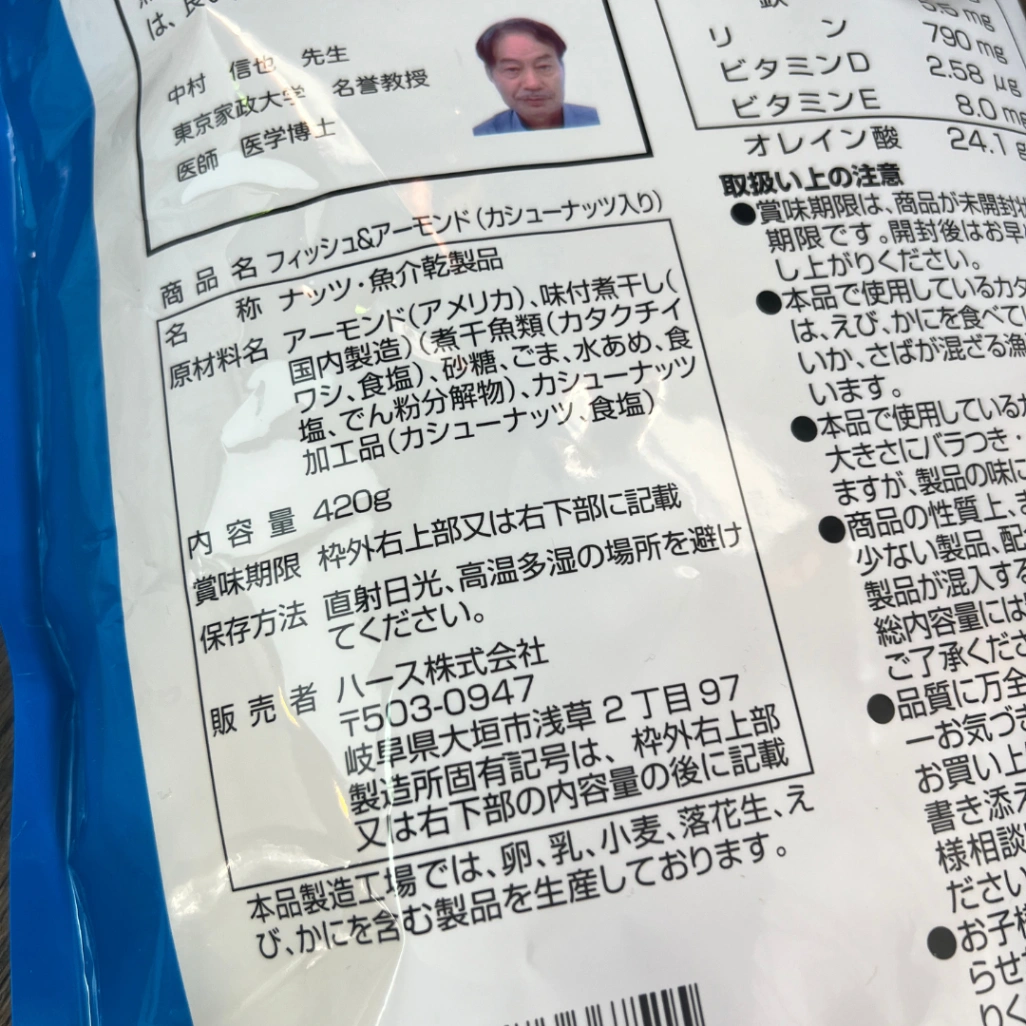 は、良い
中村 信也 先生
東京家政大学 名誉教授
医師 医学博士
鉄 5.5 mg
リン 790 mg
ビタミンD 2.58 μg
ビタミンE 8.0 mg
オレイン酸 24.1 g
商品名 フィッシュ&アーモンド(カシューナッツ入り)
名称 ナッツ・魚介乾製品
原材料名 アーモンド(アメリカ)、味付煮干し(
国内製造)(煮干魚類(カタクチイ
ワシ、食塩)、砂糖、ごま、水あめ、食
塩、でん粉分解物)、カシューナッツ
加工品(カシューナッツ、食塩)
内容量 420g
賞味期限 枠外右上部又は右下部に記載
保存方法 直射日光、高温多湿の場所を避け
てください。
販売者 ハース株式会社
〒503-0947
岐阜県大垣市浅草2丁目97
製造所固有記号は、枠外右上部
又は右下部の内容量の後に記載
本品製造工場では、卵、乳、小麦、落花生、え
び、かにを含む製品を生産しております。
取扱い上の注意
●賞味期限は、商品が未開封状
期限です。開封後はお早
し上がりください。
●本品で使用しているカタ
は、えび、かにを食べて
いか、さばが混ざる漁
います。
●本品で使用している
大きさにバラつき・
ますが、製品の味に
●商品の性質上、
少ない製品、配
製品が混入する
総内容量には
ご了承くださ
●品質に万全
一お気づき
お買い上
書き添え
様相談
ださい
●お子様
らせ
りく